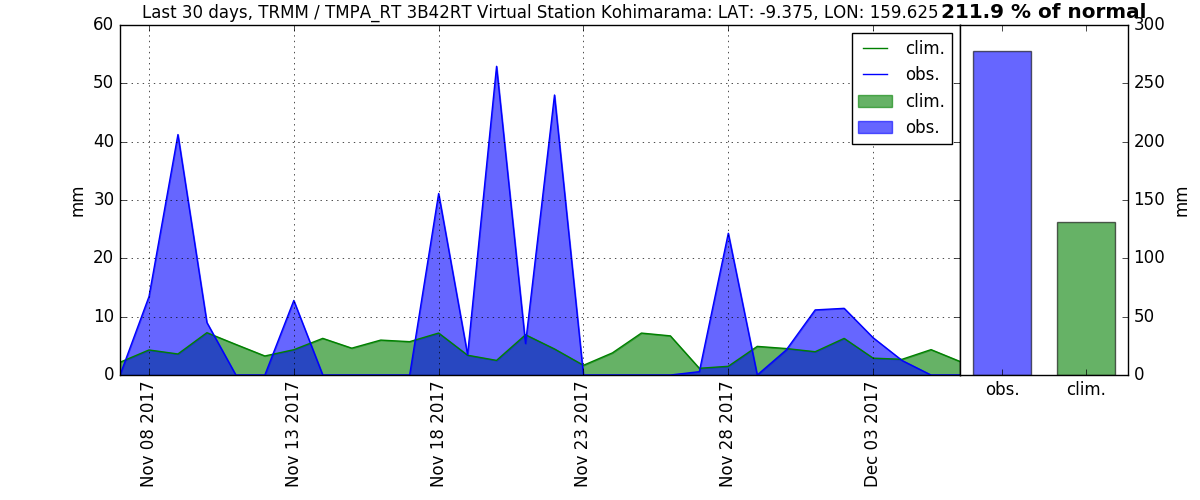 Last 30 days, TRMM / TMPA_RT 3B42RT Virtual Station Kohimarama: LAT: -9.375, LON: 159.625
211.9 % of normal
60
50
40
30
20
10
0
mm
clim.
obs.
clim.
obs.
Nov 08 2017
Nov 13 2017
Nov 18 2017
Nov 23 2017
Nov 28 2017
Dec 03 2017
300
250
200
150
100
50
0
mm
obs.
clim.